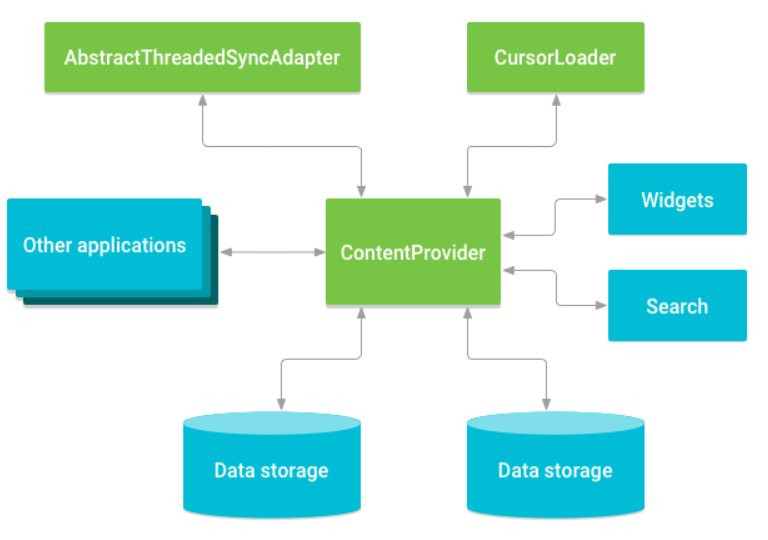 AbstractThreadedSyncAdapter
CursorLoader
Widgets
Other applications
ContentProvider
Search
Data storage
Data storage